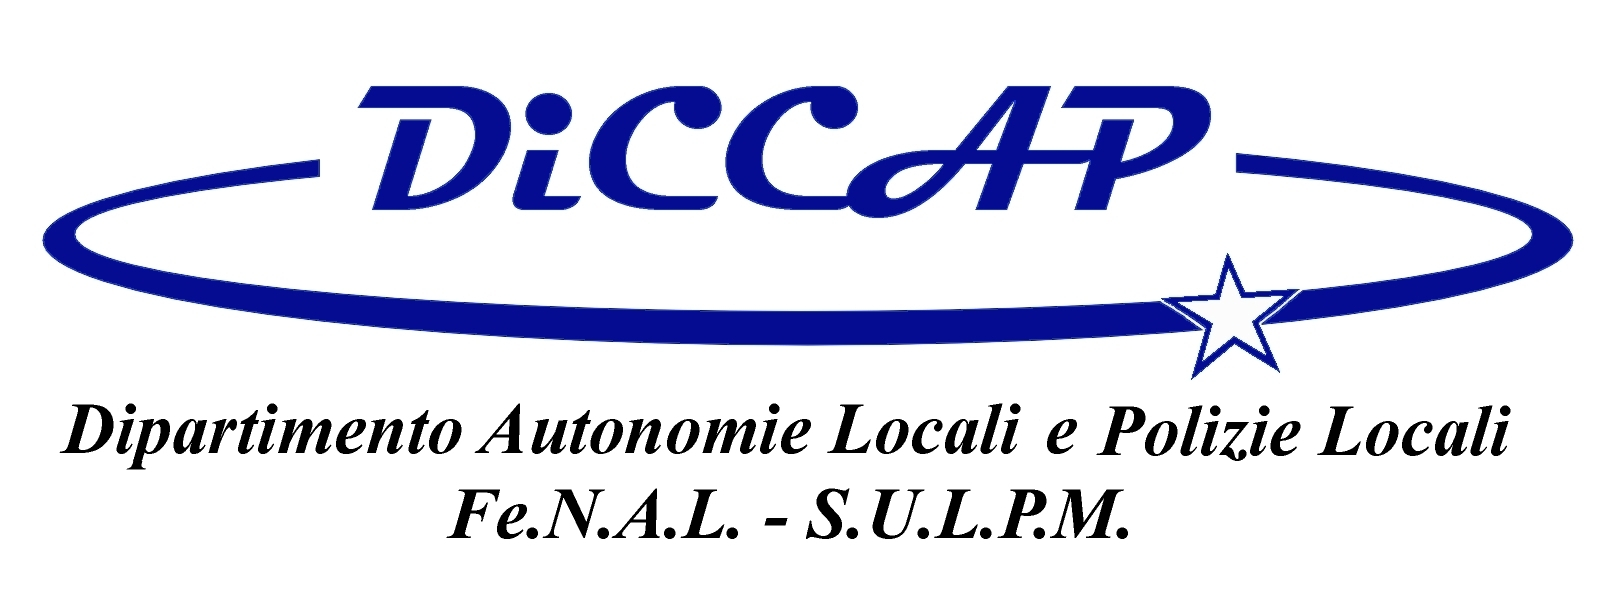 DiCCAP
Dipartimento Autonomie Locali e Polizie Locali
Fe.N.A.L. - S.U.L.P.M.